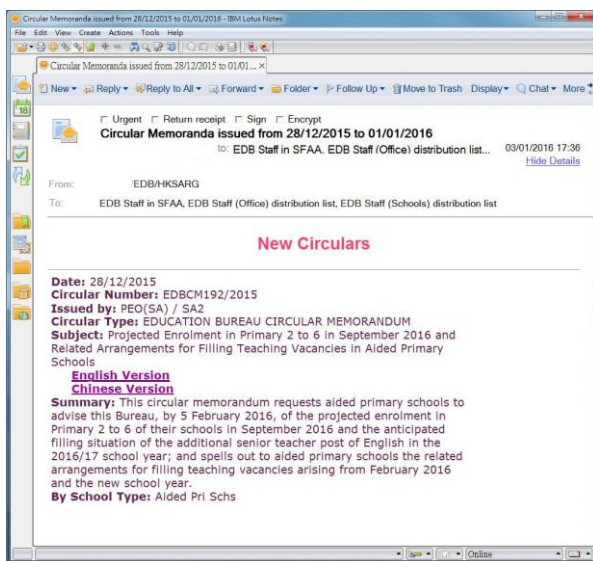 Circular Memoranda issued from 28/12/2015 to 01/01/2016 - IBM Lotus Notes
File Edit View Create Actions Tools Help
Circular Memoranda issued from 28/12/2015 to 01/01... ×
New Reply Reply to All Forward Folder Follow Up Move to Trash Display Chat More
18
Urgent Return receipt Sign Encrypt
Circular Memoranda issued from 28/12/2015 to 01/01/2016
to: EDB Staff in SFAA. EDB Staff (Office) distribution list... 03/01/2016 17:36
Hide Details
From: /EDB/HKSARG
To: EDB Staff in SFAA, EDB Staff (Office) distribution list, EDB Staff (Schools) distribution list
New Circulars
Date: 28/12/2015
Circular Number: EDBCM192/2015
Issued by: PEO(SA) / SA2
Circular Type: EDUCATION BUREAU CIRCULAR MEMORANDUM
Subject: Projected Enrolment in Primary 2 to 6 in September 2016 and
Related Arrangements for Filling Teaching Vacancies in Aided Primary
Schools
English Version
Chinese Version
Summary: This circular memorandum requests aided primary schools to
advise this Bureau, by 5 February 2016, of the projected enrolment in
Primary 2 to 6 of their schools in September 2016 and the anticipated
filling situation of the additional senior teacher post of English in the
2016/17 school year; and spells out to aided primary schools the related
arrangements for filling teaching vacancies arising from February 2016
and the new school year.
By School Type: Aided Pri Schs
Online